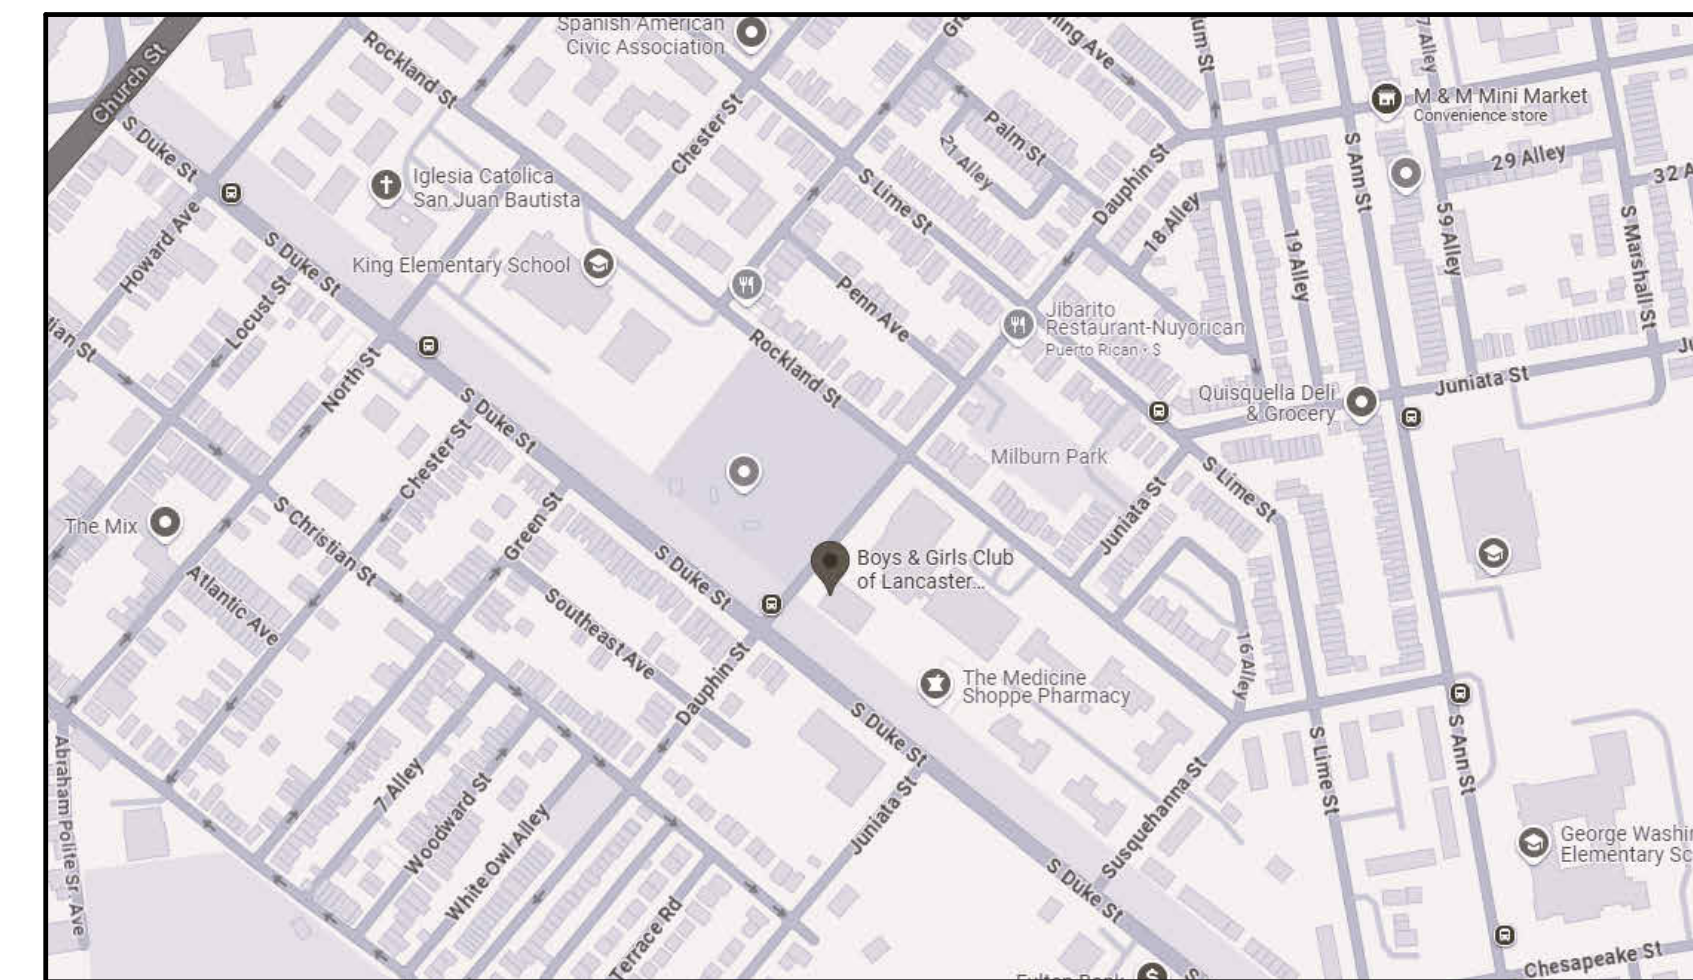 Spanish American
Civic Association
Church St
Rockland St
Chester St
S Duke St
Iglesia Catolica
San Juan Bautista
King Elementary School
Howard Ave
S Duke St
Locust St
North St
Palm St
21 Alley
S Lime St
Dauphin St
18 Alley
M & M Mini Market
Convenience store
S Ann St
29 Alley
59 Alley
19 Alley
S Marshall St
Penn Ave
Rockland St
Jibarito
Restaurant-Nuyorican
Puerto Rican · $
Quisquella Deli
& Grocery
Juniata St
S Duke St
Chester St
Green St
The Mix
S Christian St
Atlantic Ave
Southeast Ave
S Duke St
Milburn Park
Juniata St
S Lime St
Boys & Girls Club
of Lancaster...
16 Alley
The Medicine
Shoppe Pharmacy
Dauphin St
S Duke St
Abraham Polite Sr. Ave
7 Alley
Woodward St
White Owl Alley
Terrace Rd
Juniata St
Susquehanna St
S Duke St
S Lime St
S Ann St
George Washi
Elementary Sc
Chesapeake St